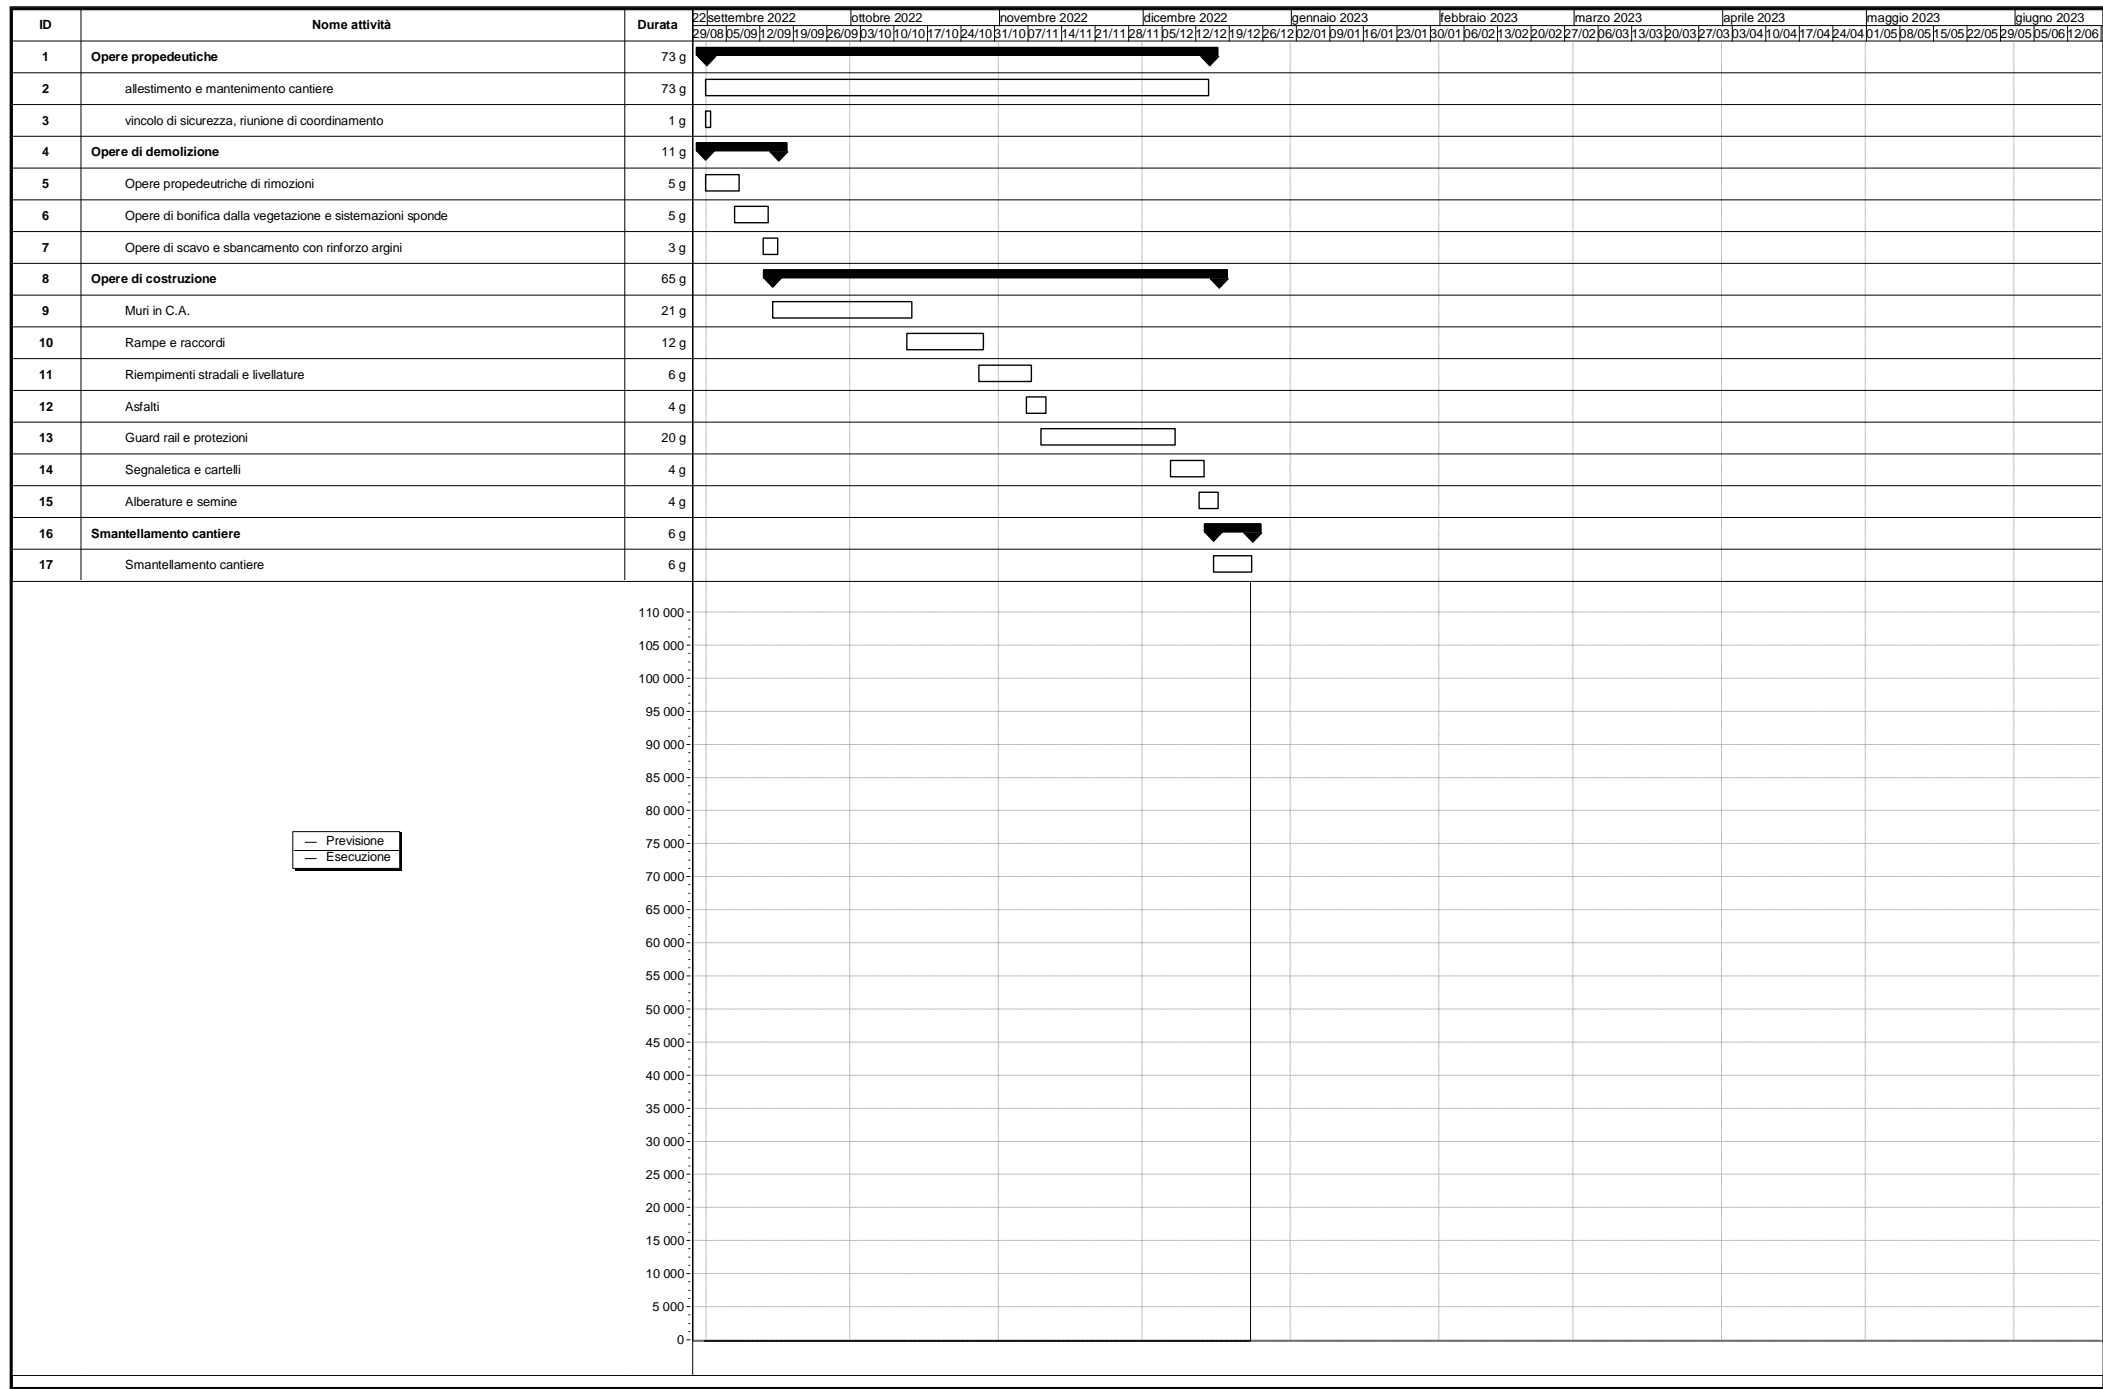 ID Nome attività Durata 22 settembre 2022 ottobre 2022 novembre 2022 dicembre 2022 gennaio 2023 febbraio 2023 marzo 2023 aprile 2023 maggio 2023 giugno 2023
29/08 05/09 12/09 19/09 26/09 03/10 10/10 17/10 24/10 31/10 07/11 14/11 21/11 28/11 05/12 12/12 19/12 26/12 02/01 09/01 16/01 23/01 30/01 06/02 13/02 20/02 27/02 06/03 13/03 20/03 27/03 03/04 10/04 17/04 24/04 01/05 08/05 15/05 22/05 29/05 05/06 12/06
1 Opere propedeutiche 73 g
2 allestimento e mantenimento cantiere 73 g
3 vincolo di sicurezza, riunione di coordinamento 1 g
4 Opere di demolizione 11 g
5 Opere propedeutriche di rimozioni 5 g
6 Opere di bonifica dalla vegetazione e sistemazioni sponde 5 g
7 Opere di scavo e sbancamento con rinforzo argini 3 g
8 Opere di costruzione 65 g
9 Muri in C.A. 21 g
10 Rampe e raccordi 12 g
11 Riempimenti stradali e livellature 6 g
12 Asfalti 4 g
13 Guard rail e protezioni 20 g
14 Segnaletica e cartelli 4 g
15 Alberature e semine 4 g
16 Smantellamento cantiere 6 g
17 Smantellamento cantiere 6 g
110 000
105 000
100 000
95 000
90 000
85 000
80 000
75 000
70 000
65 000
60 000
55 000
50 000
45 000
40 000
35 000
30 000
25 000
20 000
15 000
10 000
5 000
0
— Previsione
— Esecuzione